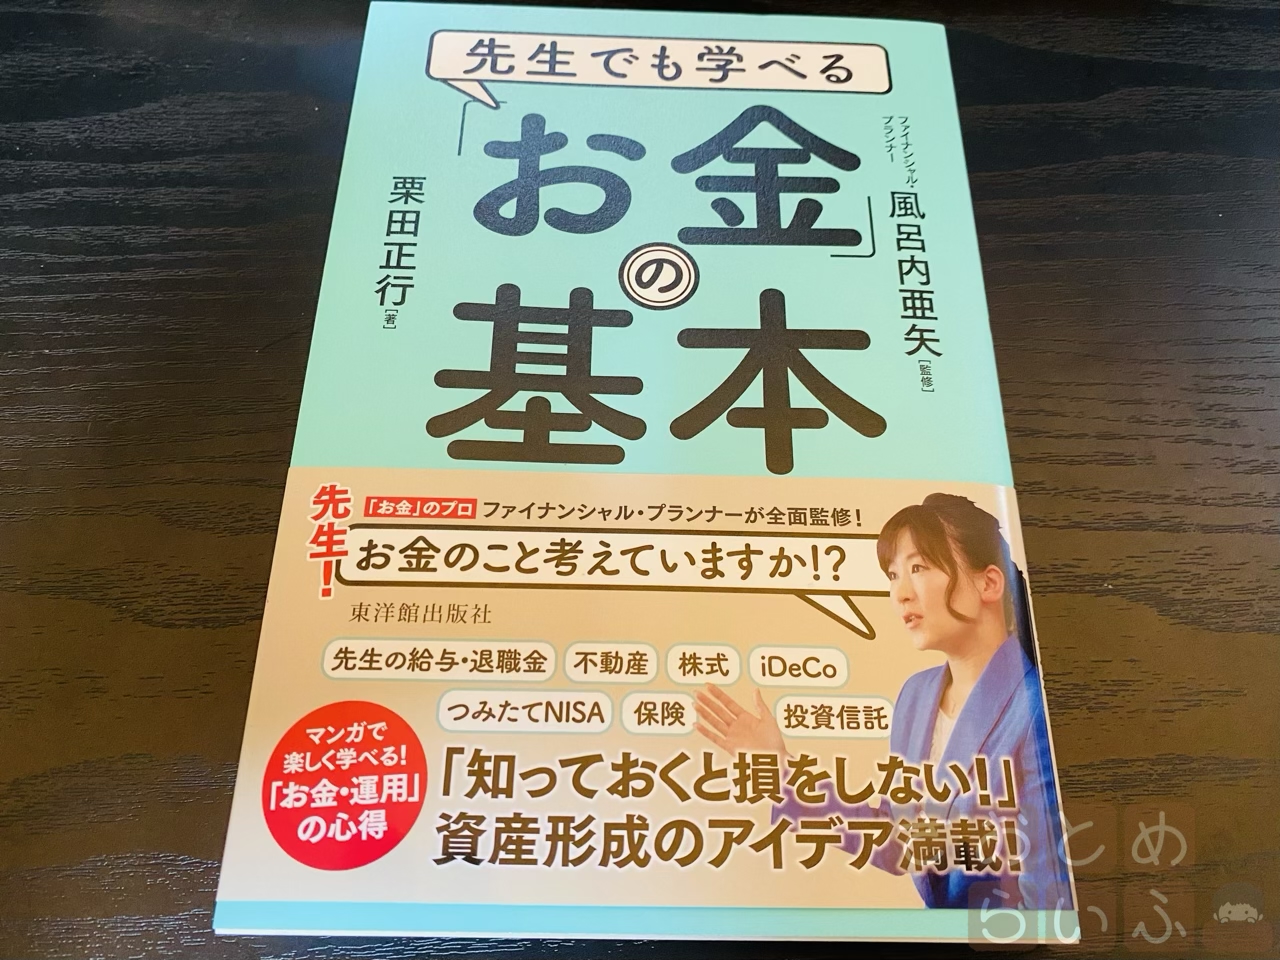 先生でも学べる
「お金」
の
基本
ファイナンシャル・
プランナー
風呂内亜矢[監修]
栗田正行[著]
先生!
「お金」のプロ ファイナンシャル・プランナーが全面監修!
お金のこと考えていますか!?
東洋館出版社
先生の給与・退職金 不動産 株式 iDeCo
つみたてNISA 保険 投資信託
マンガで
楽しく学べる!
「お金・運用」
の心得
「知っておくと損をしない!」
資産形成のアイデア満載!
らとめ
らいふ